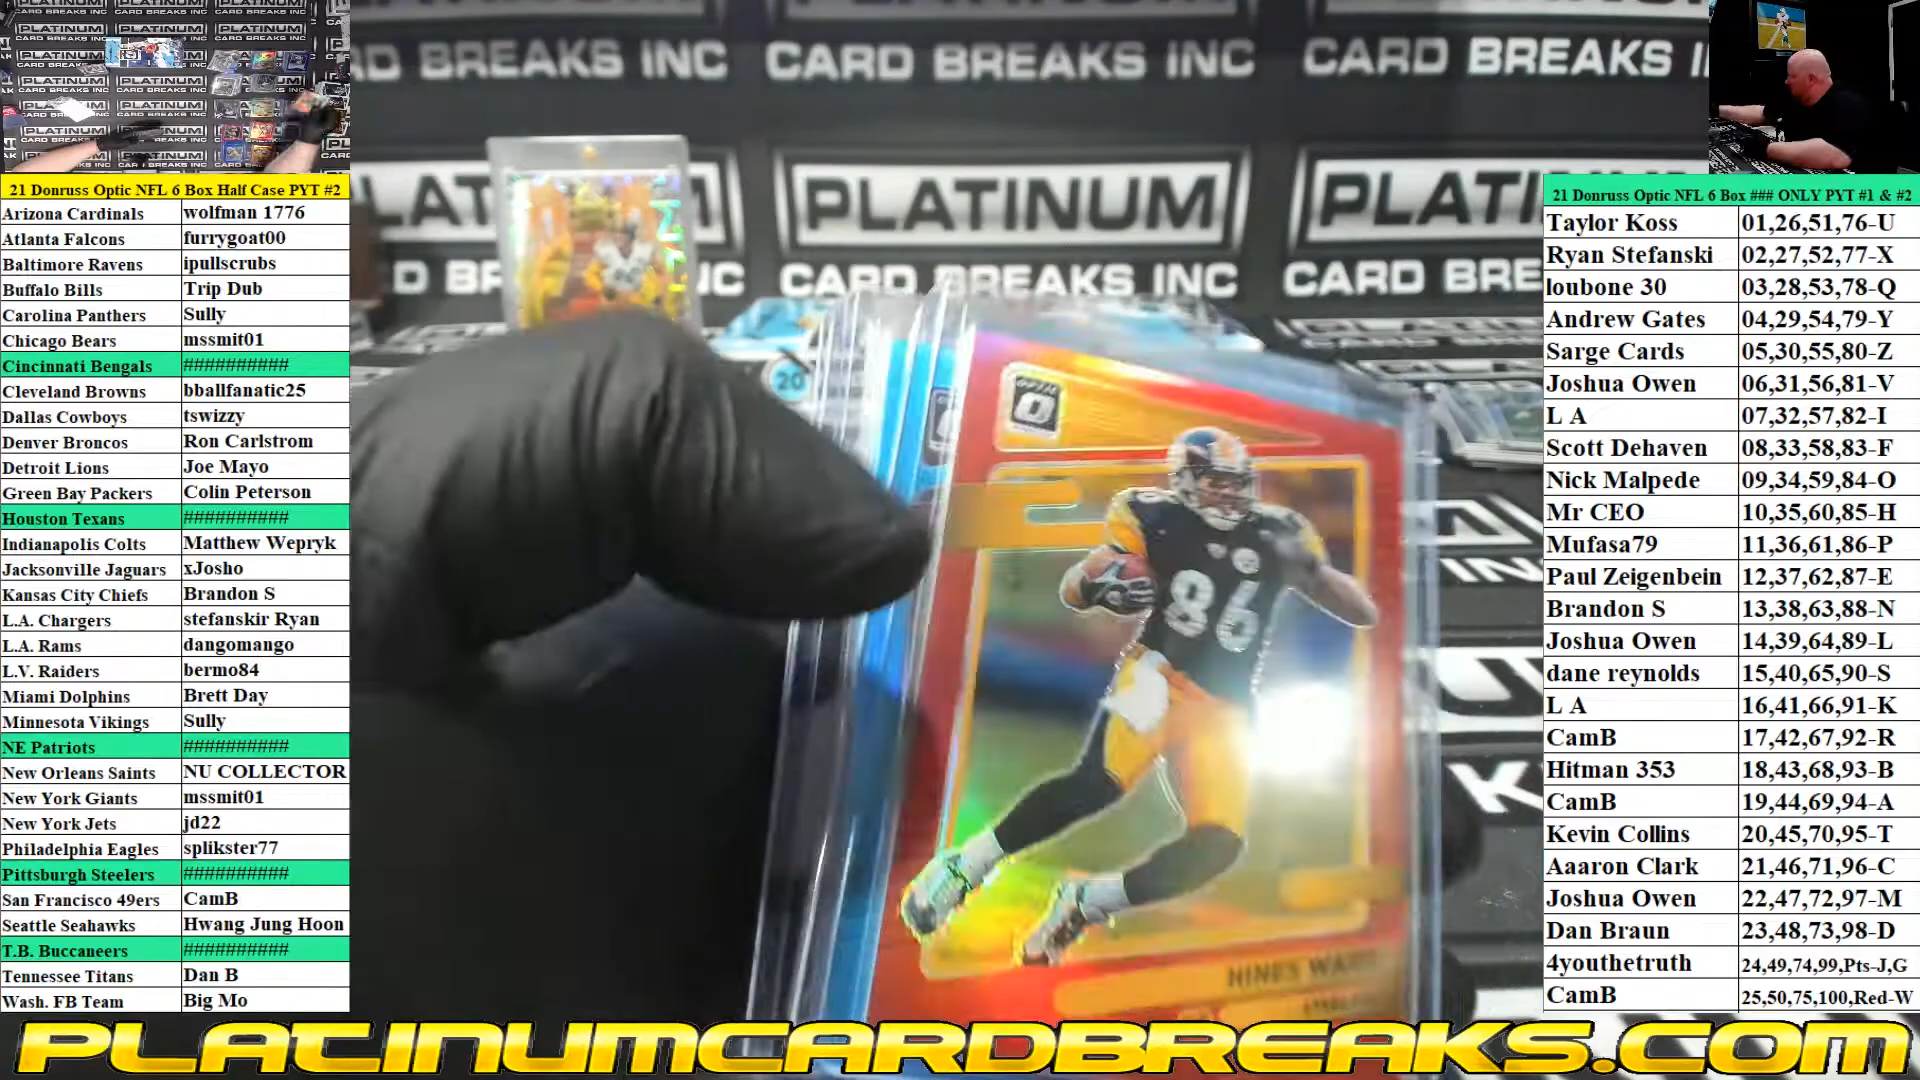 CARD BREAKS INC
CARD BREAKS INC
CARD BREAKS
PLATINUM
CARD BREAKS INC
21 Donruss Optic NFL 6 Box Half Case PYT #2
Arizona Cardinals wolfman 1776
Atlanta Falcons furrygoat00
Baltimore Ravens ipullscrubs
Buffalo Bills Trip Dub
Carolina Panthers Sully
Chicago Bears mssmit01
Cincinnati Bengals ##########
Cleveland Browns bballfanatic25
Dallas Cowboys tswizzy
Denver Broncos Ron Carlstrom
Detroit Lions Joe Mayo
Green Bay Packers Colin Peterson
Houston Texans ##########
Indianapolis Colts Matthew Wepryk
Jacksonville Jaguars xJosho
Kansas City Chiefs Brandon S
L.A. Chargers stefanskir Ryan
L.A. Rams dangomango
L.V. Raiders bermo84
Miami Dolphins Brett Day
Minnesota Vikings Sully
NE Patriots ##########
New Orleans Saints NU COLLECTOR
New York Giants mssmit01
New York Jets jd22
Philadelphia Eagles splikster77
Pittsburgh Steelers ##########
San Francisco 49ers CamB
Seattle Seahawks Hwang Jung Hoon
T.B. Buccaneers ##########
Tennessee Titans Dan B
Wash. FB Team Big Mo
20
86
86
HINES WARD
21 Donruss Optic NFL 6 Box ### ONLY PYT #1 & #2
Taylor Koss 01,26,51,76-U
Ryan Stefanski 02,27,52,77-X
loubone 30 03,28,53,78-Q
Andrew Gates 04,29,54,79-Y
Sarge Cards 05,30,55,80-Z
Joshua Owen 06,31,56,81-V
L A 07,32,57,82-I
Scott Dehaven 08,33,58,83-F
Nick Malpede 09,34,59,84-O
Mr CEO 10,35,60,85-H
Mufasa79 11,36,61,86-P
Paul Zeigenbein 12,37,62,87-E
Brandon S 13,38,63,88-N
Joshua Owen 14,39,64,89-L
dane reynolds 15,40,65,90-S
L A 16,41,66,91-K
CamB 17,42,67,92-R
Hitman 353 18,43,68,93-B
CamB 19,44,69,94-A
Kevin Collins 20,45,70,95-T
Aaaron Clark 21,46,71,96-C
Joshua Owen 22,47,72,97-M
Dan Braun 23,48,73,98-D
4youthetruth 24,49,74,99,Pts-J,G
CamB 25,50,75,100,Red-W
PLATINUMCARDBREAKS.COM